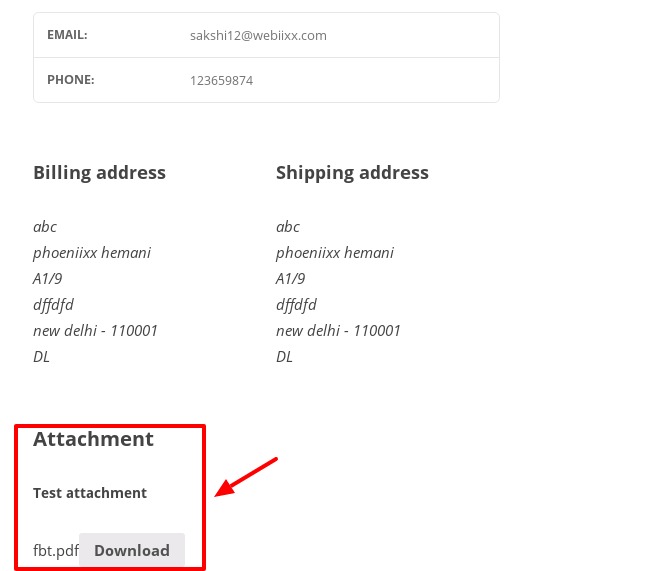 EMAIL: sakshi12@webiixx.com
PHONE: 123659874
Billing address
abc
phoeniixx hemani
A1/9
dffdfd
new delhi - 110001
DL
Shipping address
abc
phoeniixx hemani
A1/9
dffdfd
new delhi - 110001
DL
Attachment
Test attachment
fbt.pdf Download